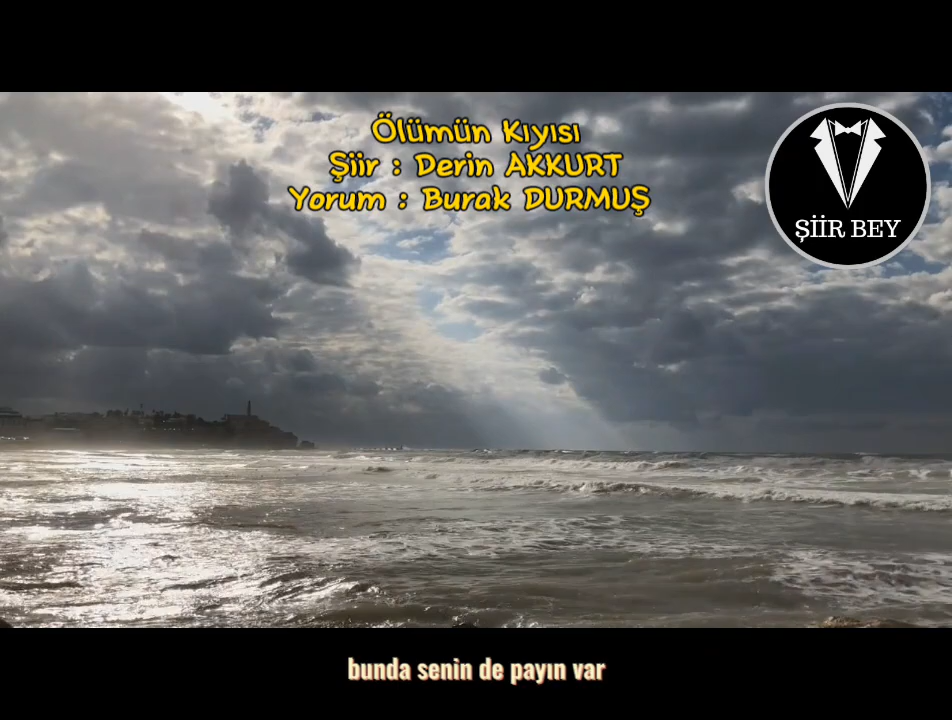 Ölümün Kıyısı
Şiir : Derin AKKURT
Yorum : Burak DURMUŞ
ŞİİR BEY
bunda senin de payın var